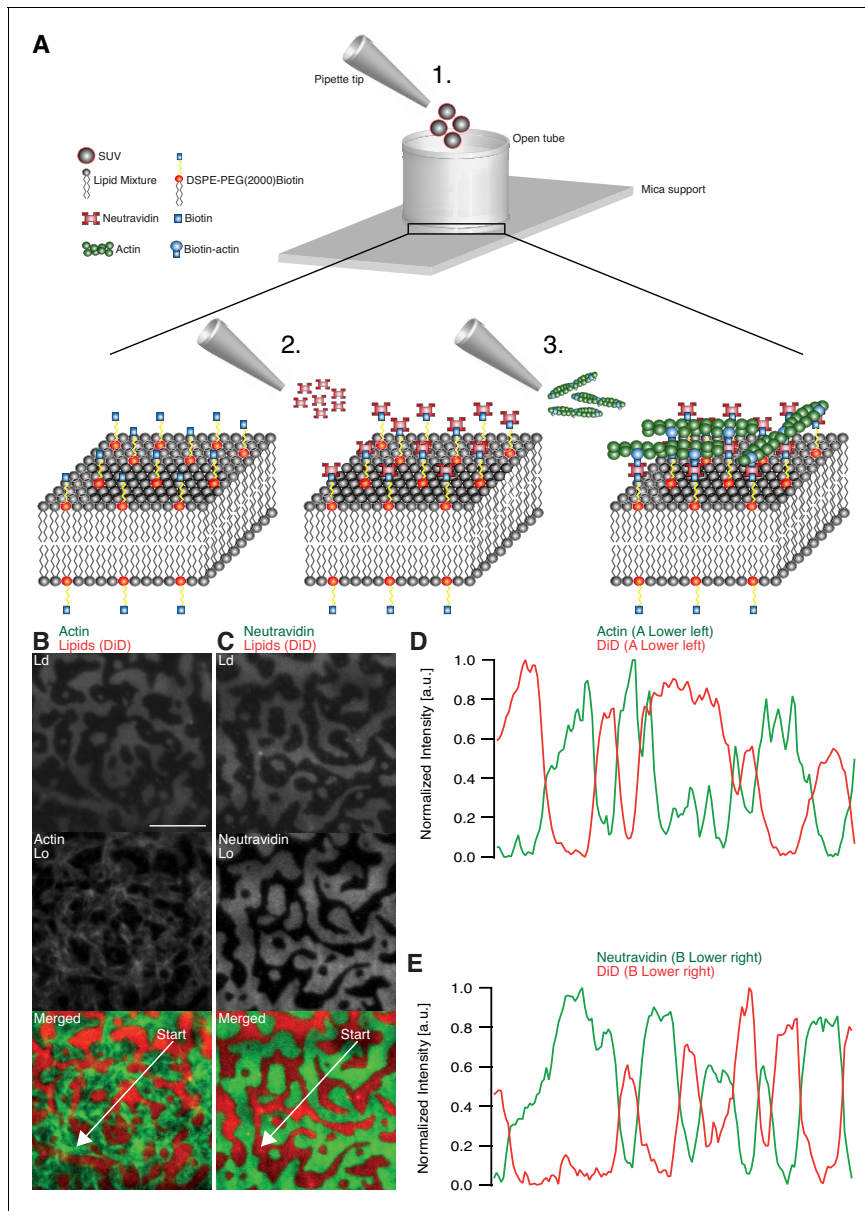 A
1.
Pipette tip
Open tube
SUV
Lipid Mixture
DSPE-PEG(2000)Biotin
Mica support
Neutravidin
Biotin
Actin
Biotin-actin
2.
3.
B
Actin
Lipids (DiD)
Ld
Actin
Lo
Merged
Start
C
Neutravidin
Lipids (DiD)
Ld
Neutravidin
Lo
Merged
Start
D
Actin (A Lower left)
DiD (A Lower left)
Normalized Intensity [a.u.]
1.0
0.8
0.6
0.4
0.2
0.0
E
Neutravidin (B Lower right)
DiD (B Lower right)
Normalized Intensity [a.u.]
1.0
0.8
0.6
0.4
0.2
0.0